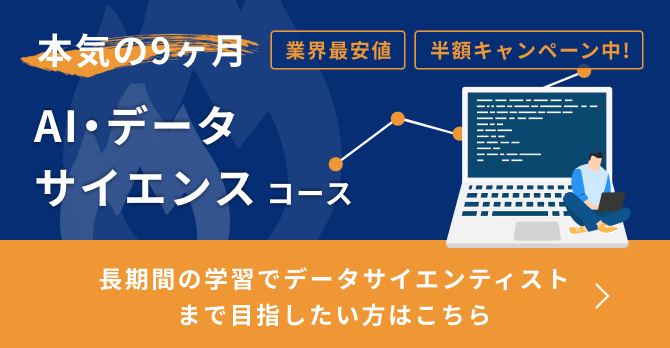 本気の9ヶ月
業界最安値
半額キャンペーン中!
AI・データ
サイエンス コース
長期間の学習でデータサイエンティスト
まで目指したい方はこちら